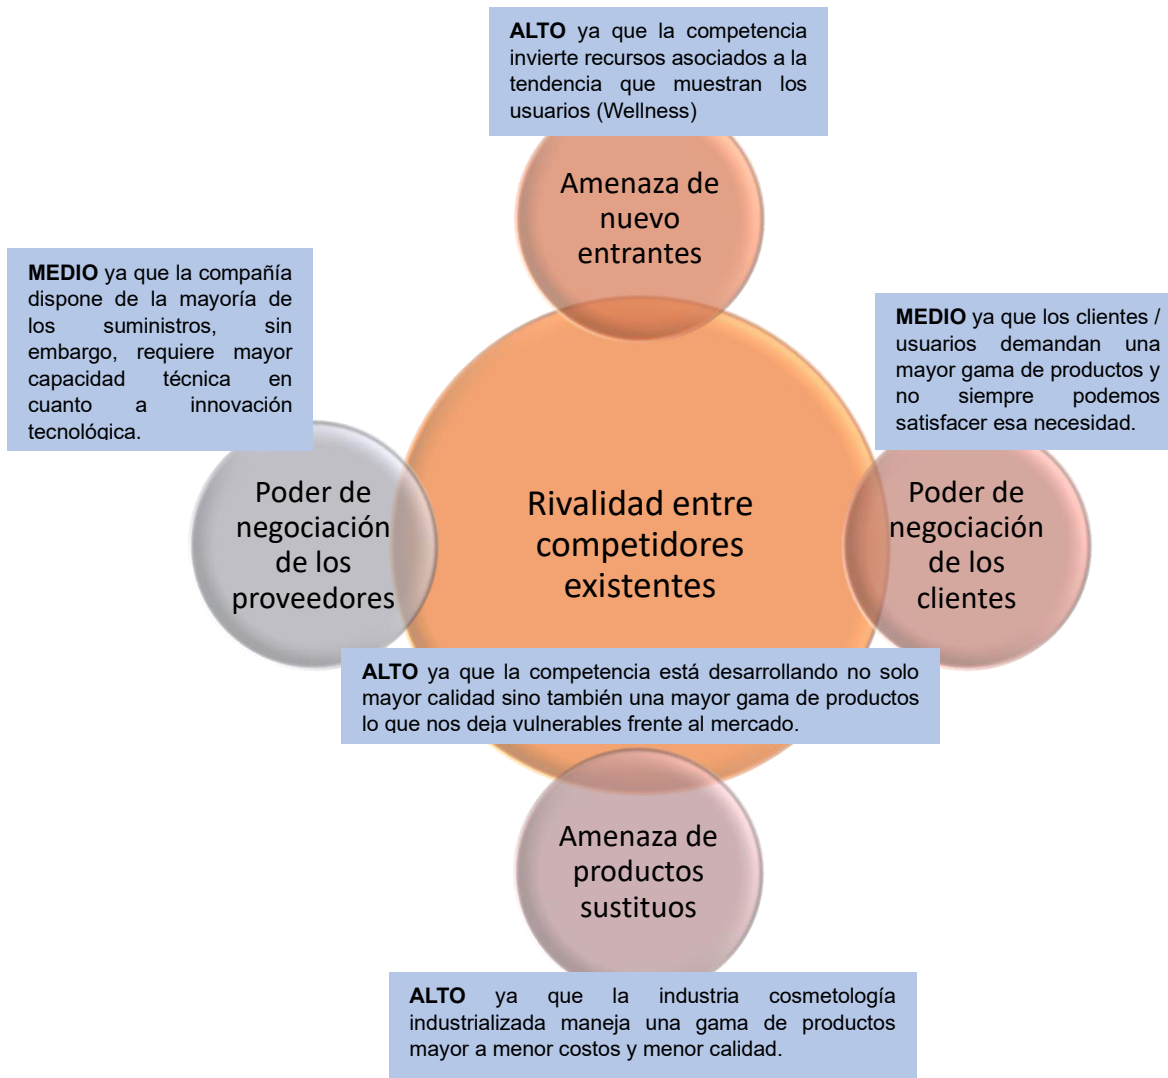 ALTO ya que la competencia
invierte recursos asociados a la
tendencia que muestran los
usuarios (Wellness)
Amenaza de
nuevo
entrantes
MEDIO ya que la compañía
dispone de la mayoría de
los suministros, sin
embargo, requiere mayor
capacidad técnica en
cuanto a innovación
tecnológica.
MEDIO ya que los clientes /
usuarios demandan una
mayor gama de productos y
no siempre podemos
satisfacer esa necesidad.
Poder de
negociación
de los
proveedores
Rivalidad entre
competidores
existentes
Poder de
negociación
de los
clientes
ALTO ya que la competencia está desarrollando no solo
mayor calidad sino también una mayor gama de productos
lo que nos deja vulnerables frente al mercado.
Amenaza de
productos
sustituos
ALTO ya que la industria cosmetología
industrializada maneja una gama de productos
mayor a menor costos y menor calidad.